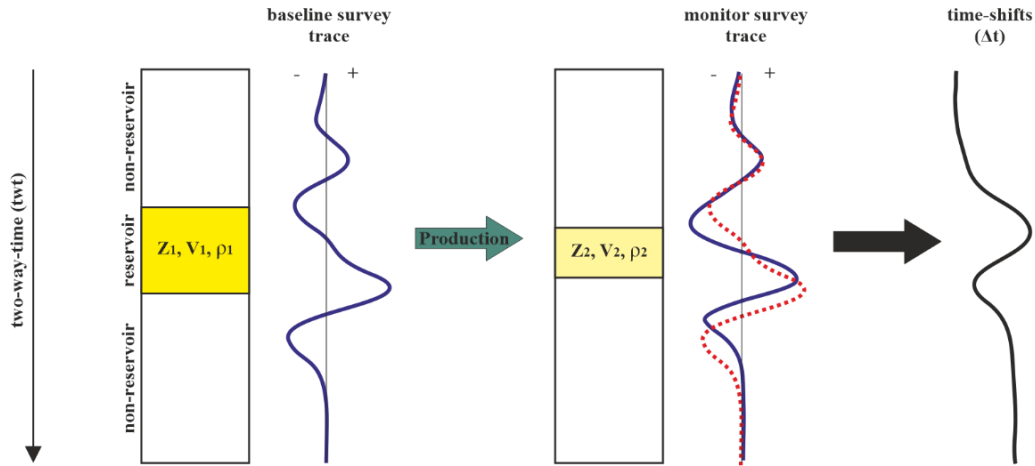 baseline survey
trace
monitor survey
trace
time-shifts
(Δt)
- +
- +
two-way-time (twt)
non-reservoir
reservoir
non-reservoir
Z1, V1, ρ1
Production
Z2, V2, ρ2